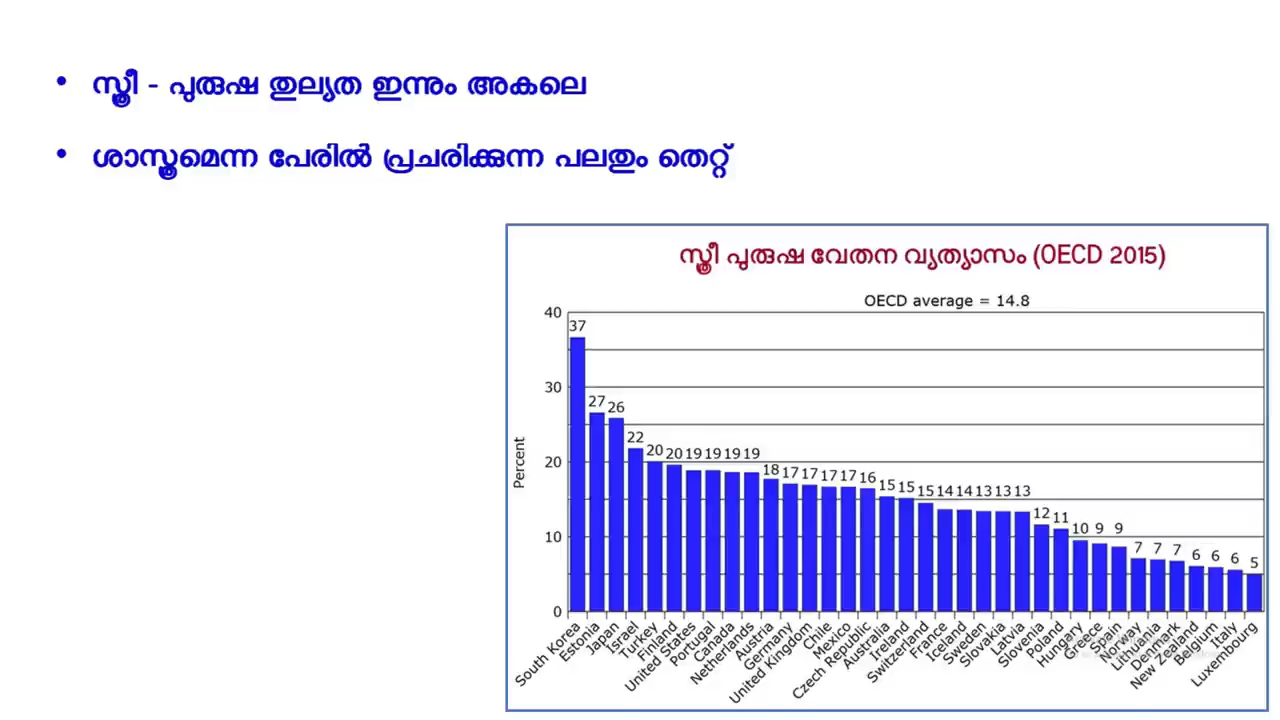 • സ്ത്രീ - പുരുഷ തുല്യത ഇന്നും അകലെ
• ശാസ്ത്രമെന്ന പേരിൽ പ്രചരിക്കുന്ന പലതും തെറ്റ്
സ്ത്രീ പുരുഷ വേതന വ്യത്യാസം (OECD 2015)
OECD average = 14.8
Percent
40
30
20
10
0
37 27 26 22 20 20 19 19 19 19 18 17 17 17 17 16 15 15 15 14 14 13 13 13 12 11 10 9 9 7 7 7 6 6 6 5
South Korea
Estonia
Japan
Israel
Turkey
Finland
United States
Portugal
Canada
Netherlands
Austria
Germany
United Kingdom
Chile
Mexico
Czech Republic
Australia
Ireland
Switzerland
France
Iceland
Sweden
Slovakia
Latvia
Slovenia
Poland
Hungary
Greece
Spain
Norway
Lithuania
Denmark
New Zealand
Belgium
Italy
Luxembourg